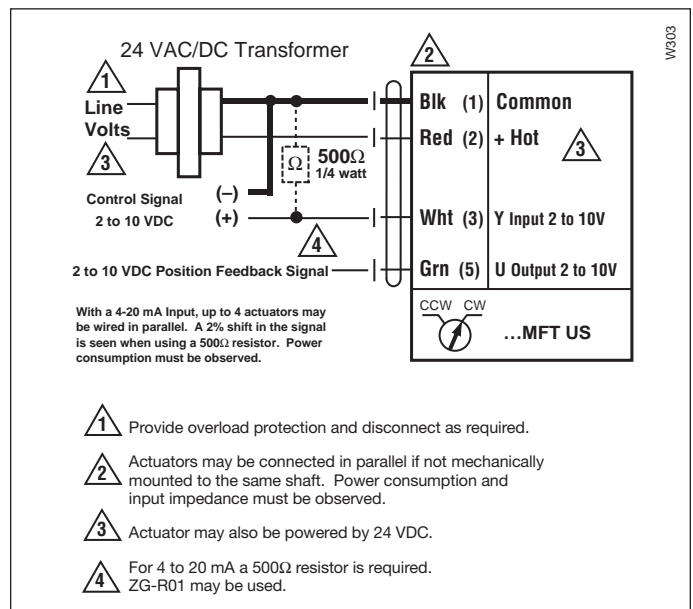 W303
24 VAC/DC Transformer
2
1
Line
Volts
3
Blk (1) Common
Red (2) + Hot
3
Ω
500Ω
1/4 watt
Control Signal
2 to 10 VDC
(–)
(+)
Wht (3) Y Input 2 to 10V
4
2 to 10 VDC Position Feedback Signal
Grn (5) U Output 2 to 10V
With a 4-20 mA Input, up to 4 actuators may
be wired in parallel. A 2% shift in the signal
is seen when using a 500Ω resistor. Power
consumption must be observed.
CCW CW
...MFT US
1 Provide overload protection and disconnect as required.
2 Actuators may be connected in parallel if not mechanically
mounted to the same shaft. Power consumption and
input impedance must be observed.
3 Actuator may also be powered by 24 VDC.
4 For 4 to 20 mA a 500Ω resistor is required.
ZG-R01 may be used.